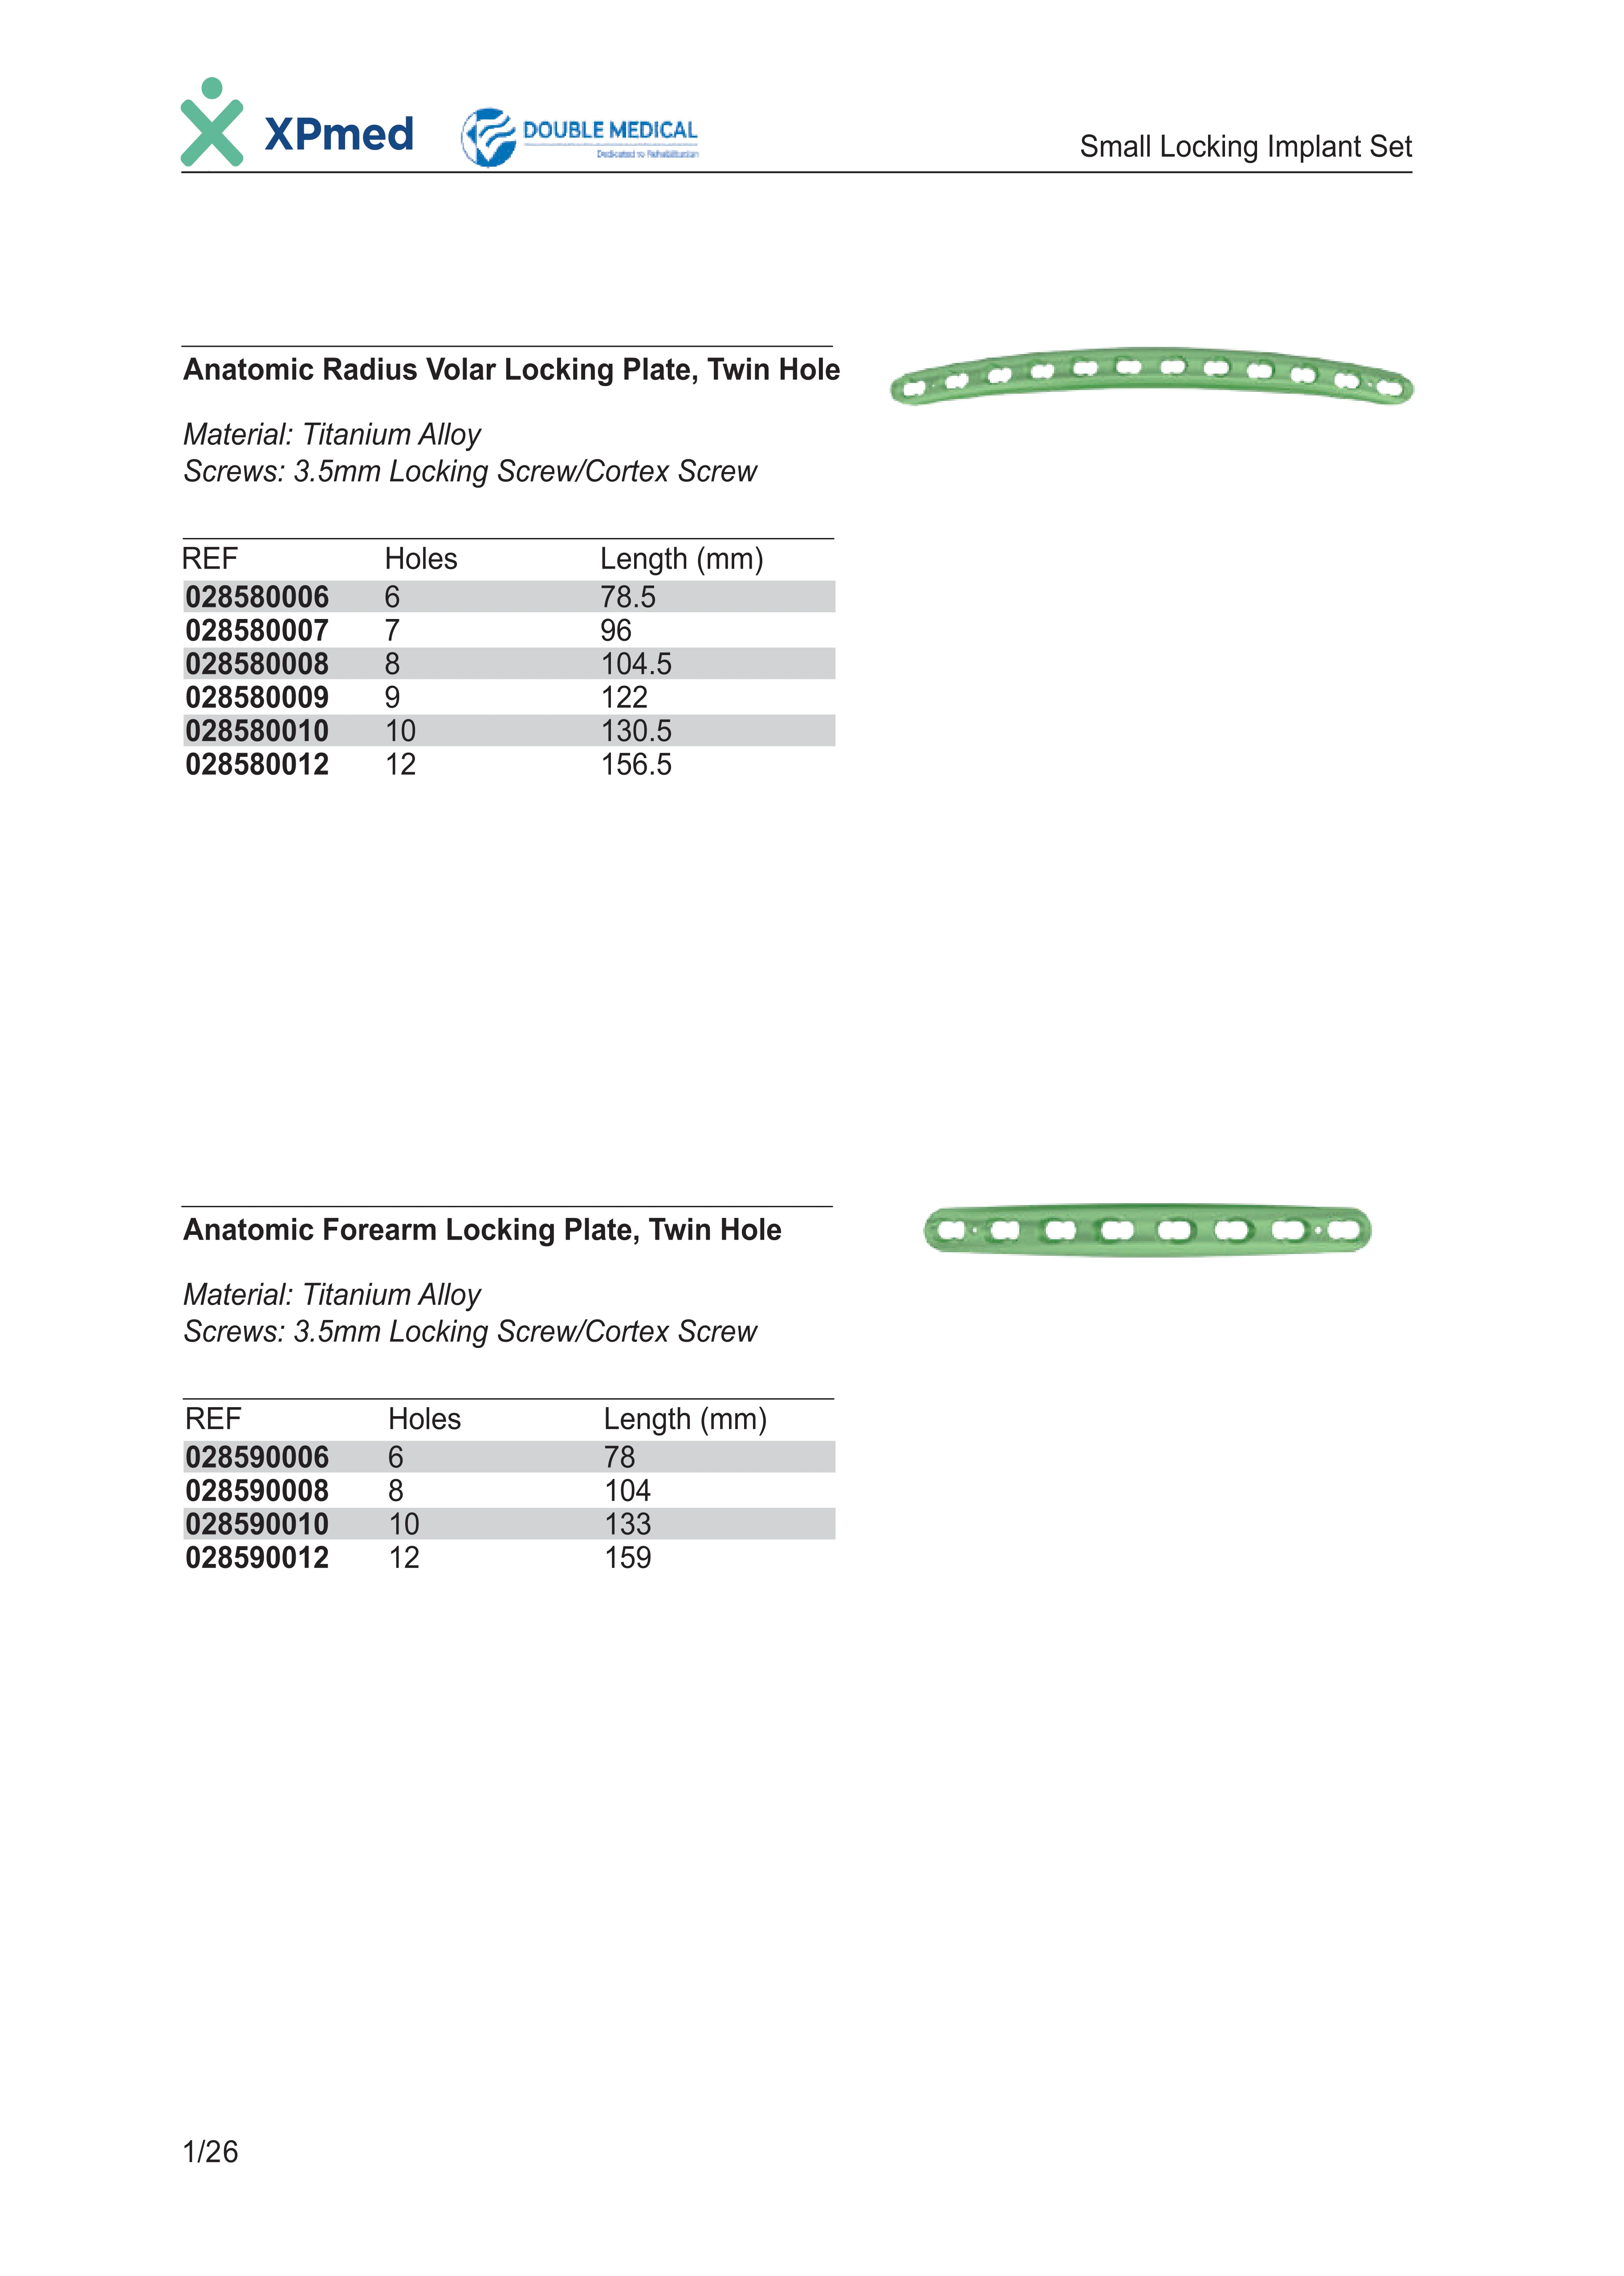 XPmed
DOUBLE MEDICAL
Dedicated to Rehabilitation
Small Locking Implant Set
Anatomic Radius Volar Locking Plate, Twin Hole
Material: Titanium Alloy
Screws: 3.5mm Locking Screw/Cortex Screw
REF Holes Length (mm)
028580006 6 78.5
028580007 7 96
028580008 8 104.5
028580009 9 122
028580010 10 130.5
028580012 12 156.5
Anatomic Forearm Locking Plate, Twin Hole
Material: Titanium Alloy
Screws: 3.5mm Locking Screw/Cortex Screw
REF Holes Length (mm)
028590006 6 78
028590008 8 104
028590010 10 133
028590012 12 159
1/26